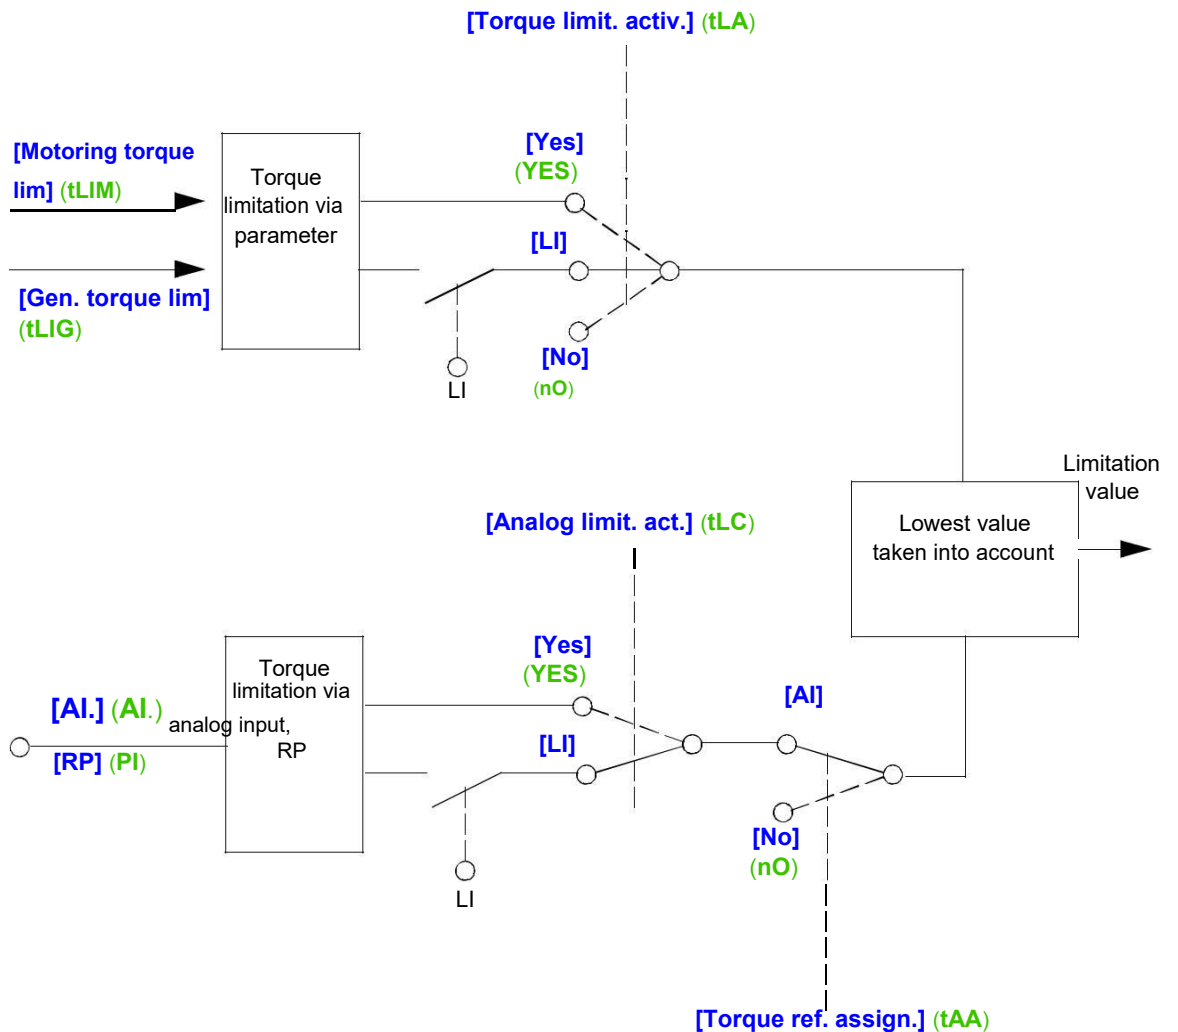 [Torque limit. activ.] (tLA)
[Motoring torque
lim] (tLIM)
Torque
limitation via
parameter
[Yes]
(YES)
[LI]
[Gen. torque lim]
(tLIG)
[No]
(nO)
LI
Limitation
value
Lowest value
taken into account
[Analog limit. act.] (tLC)
[Yes]
(YES)
Torque
limitation via
analog input,
RP
[AI.] (AI.)
[RP] (PI)
[LI]
[AI]
[No]
(nO)
LI
[Torque ref. assign.] (tAA)